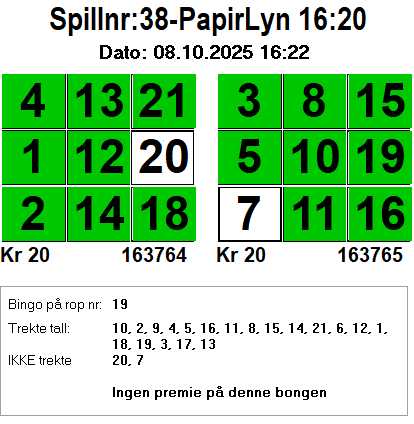 Spillnr:38-PapirLyn 16:20
Dato: 08.10.2025 16:22
4 13 21 3 8 15
1 12 20 5 10 19
2 14 18 7 11 16
Kr 20 163764 Kr 20 163765
Bingo på rop nr: 19
Trekte tall: 10, 2, 9, 4, 5, 16, 11, 8, 15, 14, 21, 6, 12, 1,
18, 19, 3, 17, 13
IKKE trekte 20, 7
Ingen premie på denne bongen